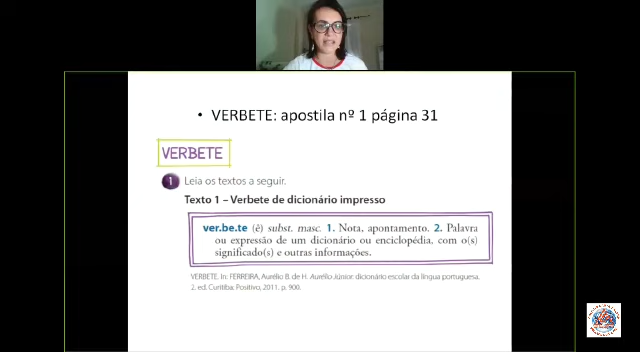 • VERBETE: apostila nº 1 página 31
VERBETE
1 Leia os textos a seguir.
Texto 1 – Verbete de dicionário impresso
ver.be.te (ê) subst. masc. 1. Nota, apontamento. 2. Palavra
ou expressão de um dicionário ou enciclopédia, com o(s)
significado(s) e outras informações.
VERBETE. In: FERREIRA, Aurélio B. de H. Aurélio Júnior: dicionário escolar da língua portuguesa.
2. ed. Curitiba: Positivo, 2011. p. 900.